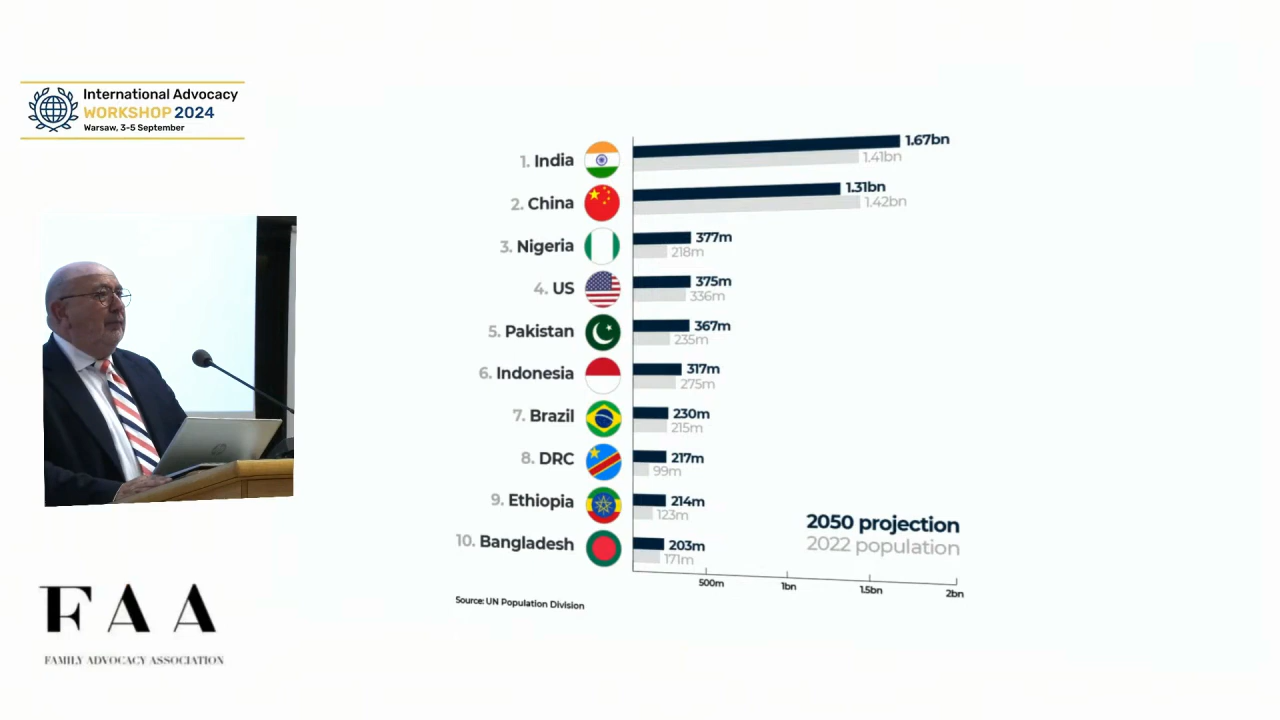 International Advocacy
WORKSHOP 2024
Warsaw, 3-5 September
1. India
1.67bn
1.41bn
2. China
1.31bn
1.42bn
3. Nigeria
377m
218m
4. US
375m
336m
5. Pakistan
367m
235m
6. Indonesia
317m
275m
7. Brazil
230m
215m
8. DRC
217m
99m
9. Ethiopia
214m
123m
10. Bangladesh
203m
171m
2050 projection
2022 population
500m
1bn
1.5bn
2bn
Source: UN Population Division
FAA
FAMILY ADVOCACY ASSOCIATION